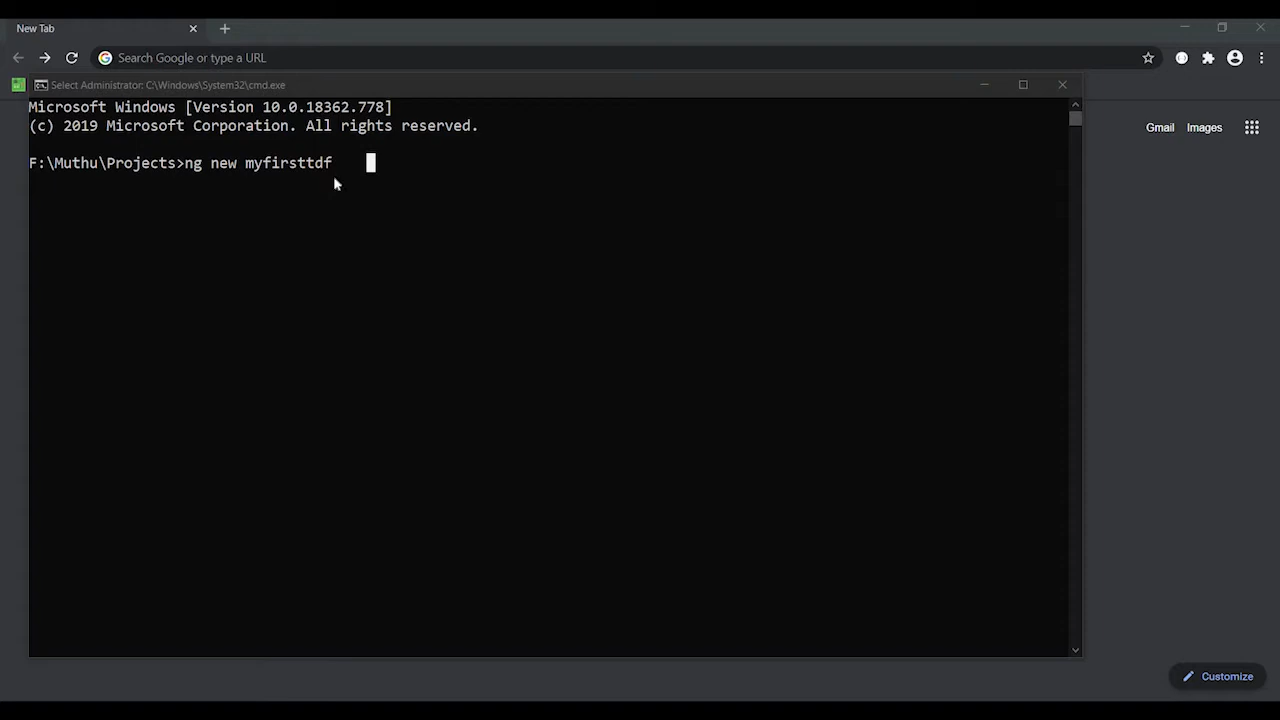 New Tab
Search Google or type a URL
Select Administrator: C:\Windows\System32\cmd.exe
Microsoft Windows [Version 10.0.18362.778]
(c) 2019 Microsoft Corporation. All rights reserved.
Gmail Images
F:\Muthu\Projects>ng new myfirsttdf
Customize